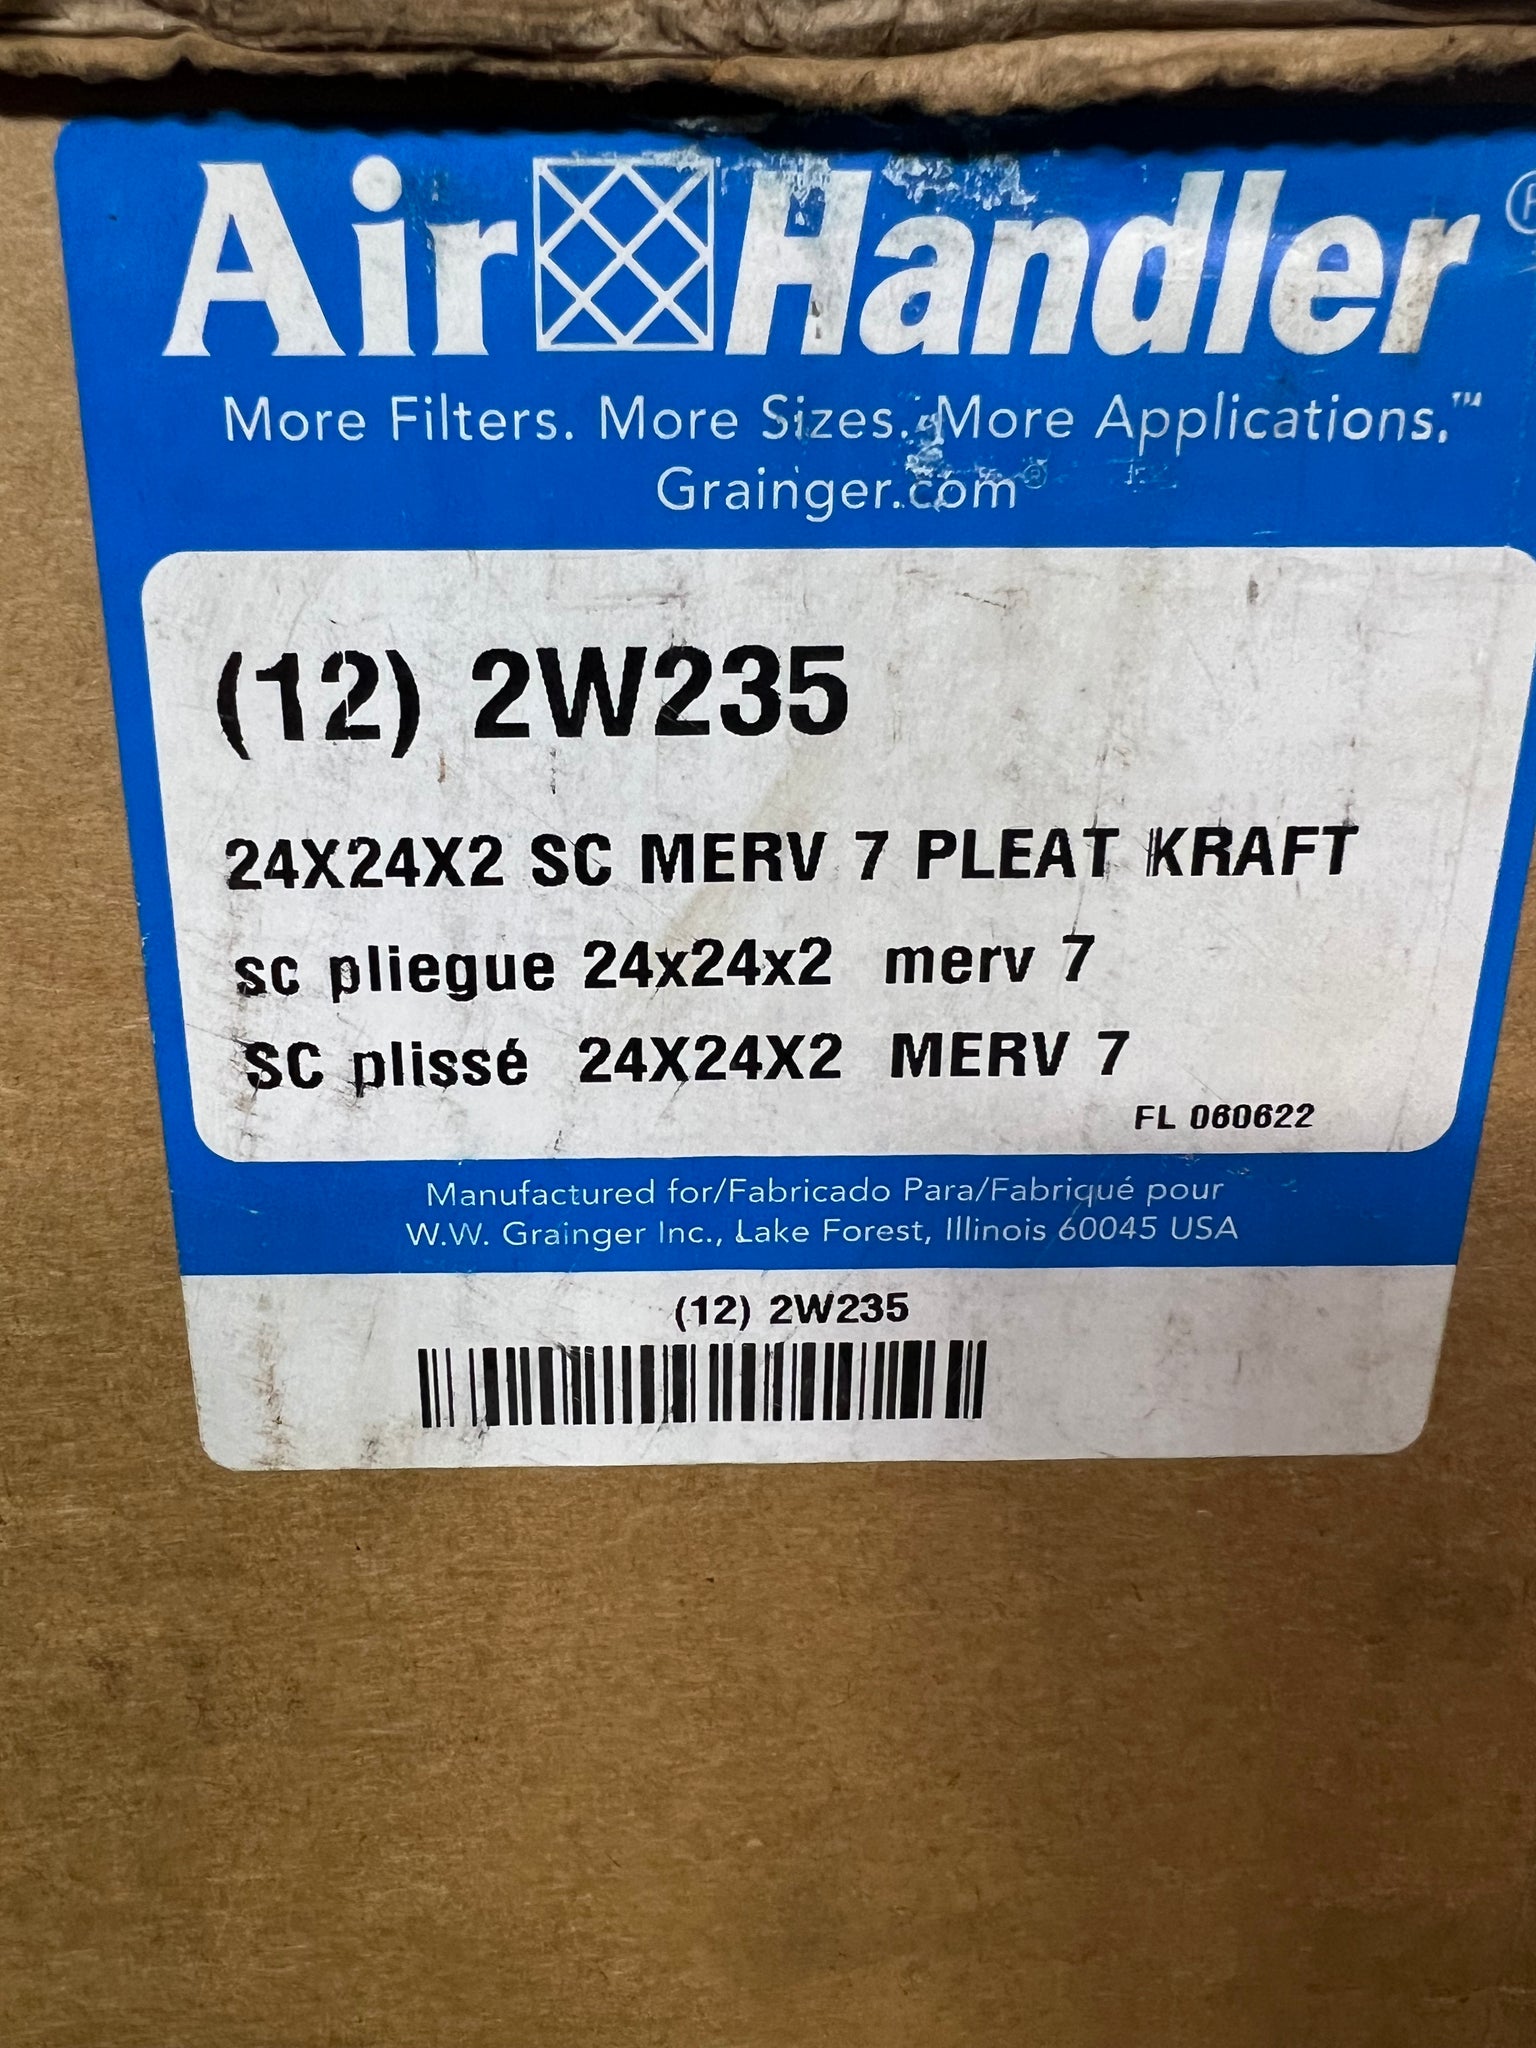 Air Handler®
More Filters. More Sizes. More Applications.™
Grainger.com®
(12) 2W235
24X24X2 SC MERV 7 PLEAT KRAFT
sc pliegue 24x24x2 merv 7
SC plissé 24X24X2 MERV 7
FL 060622
Manufactured for/Fabricado Para/Fabriqué pour
W.W. Grainger Inc., Lake Forest, Illinois 60045 USA
(12) 2W235